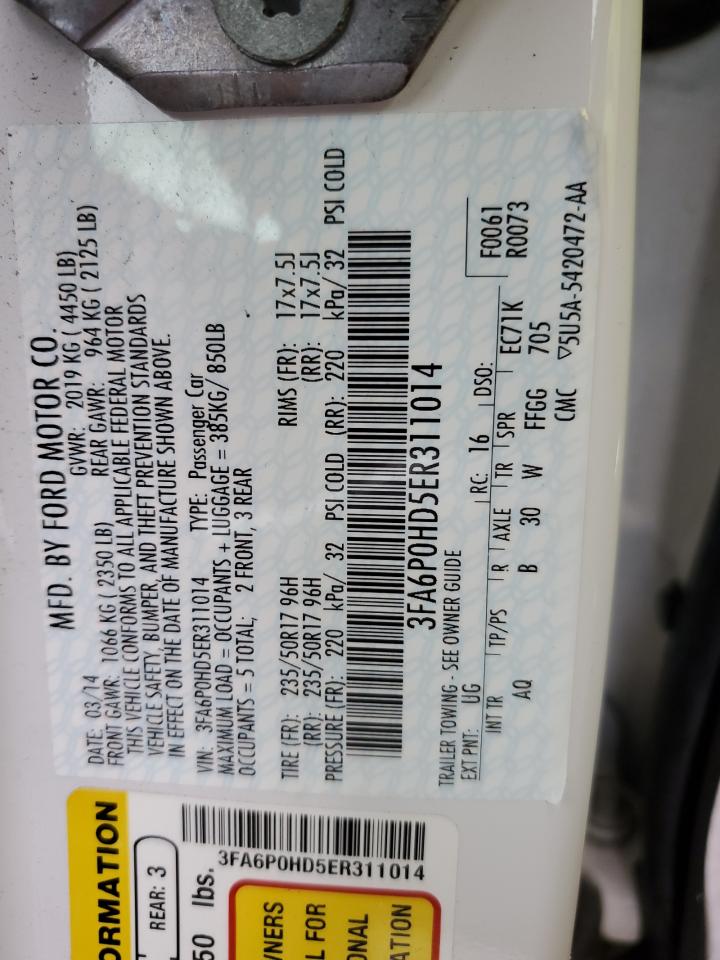 MFD. BY FORD MOTOR CO.
DATE: 03/14 GVWR: 2019 KG ( 4450 LB)
FRONT GAWR: 1066 KG ( 2350 LB) REAR GAWR: 964 KG ( 2125 LB)
THIS VEHICLE CONFORMS TO ALL APPLICABLE FEDERAL MOTOR
VEHICLE SAFETY, BUMPER, AND THEFT PREVENTION STANDARDS
IN EFFECT ON THE DATE OF MANUFACTURE SHOWN ABOVE.
VIN: 3FA6P0HD5ER311014 TYPE: Passenger Car
MAXIMUM LOAD = OCCUPANTS + LUGGAGE = 385KG/ 850LB
OCCUPANTS = 5 TOTAL; 2 FRONT, 3 REAR
TIRE (FR): 235/50R17 96H RIMS (FR): 17x7.5J
(RR): 235/50R17 96H (RR): 17x7.5J
PRESSURE (FR): 220 kPa/ 32 PSI COLD (RR): 220 kPa/ 32 PSI COLD
3FA6P0HD5ER311014
TRAILER TOWING - SEE OWNER GUIDE
EXT PNT: UG RC: 16 DSO: F0061
R0073
INT TR TP/PS R AXLE TR SPR EC71K
AQ B 30 W FFGG 705
CMC ▽5U5A-5420472-AA
ORMATION
REAR: 3
50 lbs.
3FA6P0HD5ER311014
WNERS
L FOR
ONAL
ATION